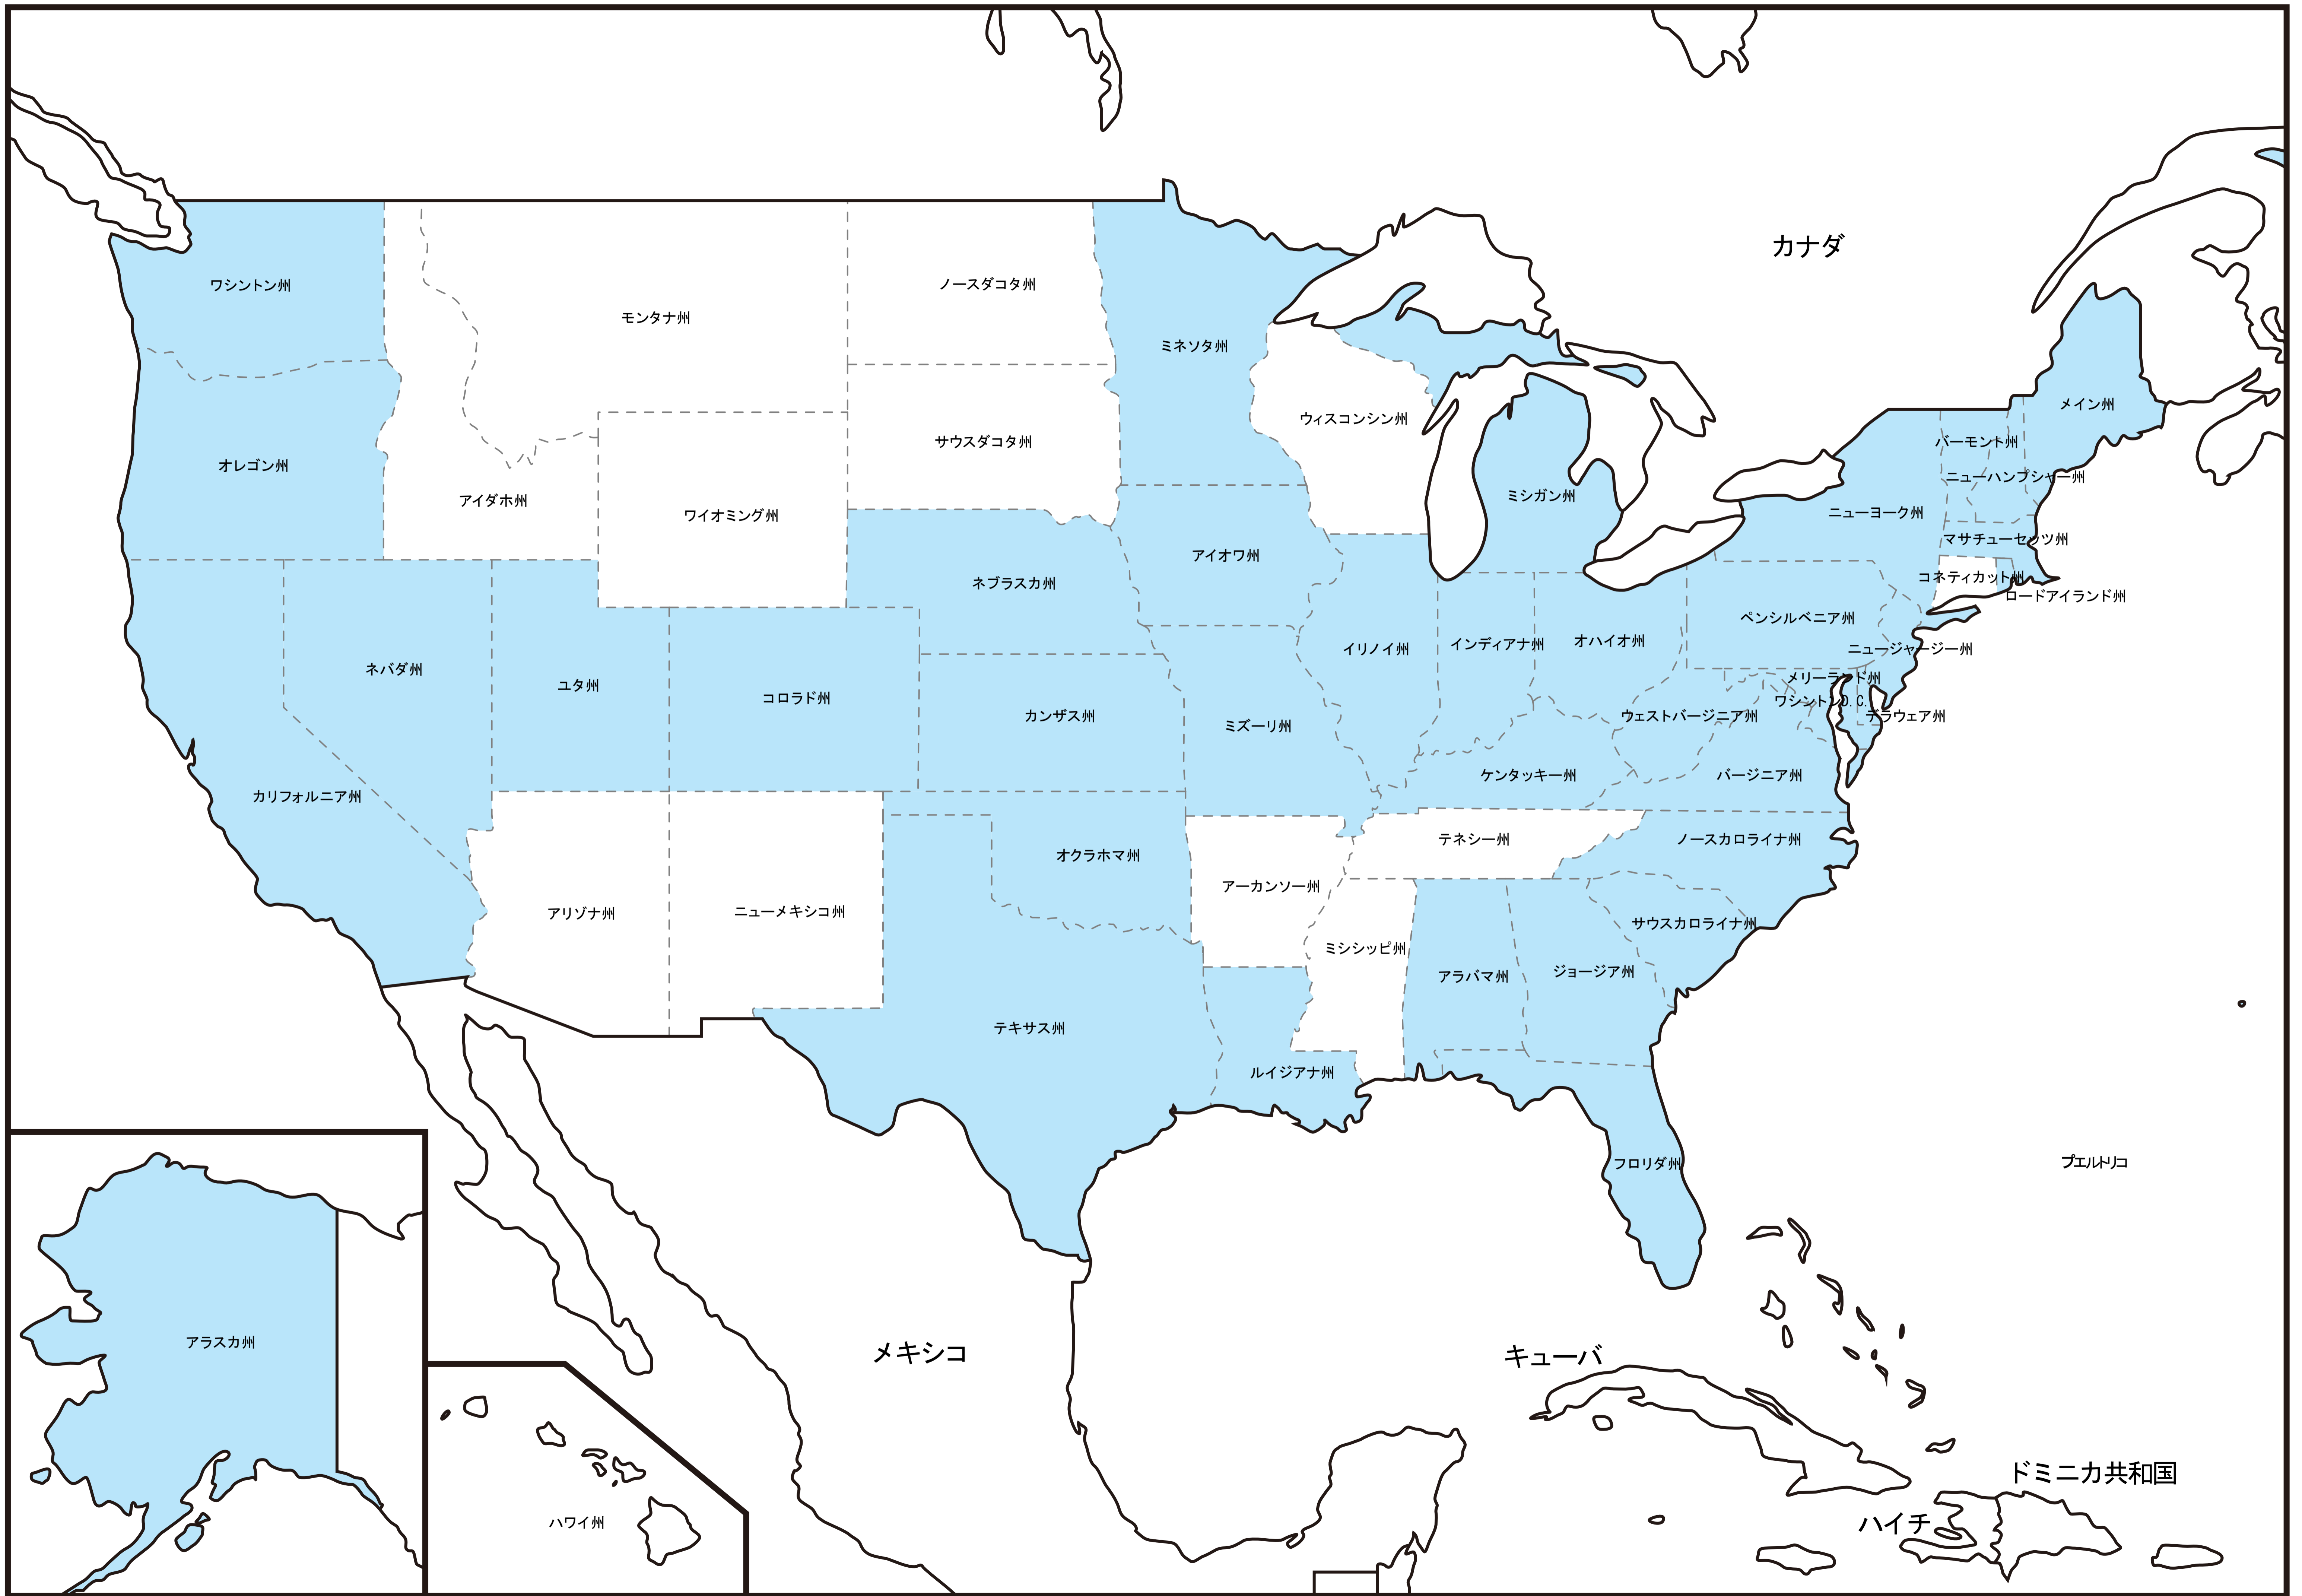 カナダ
ワシントン州
ノースダコタ州
モンタナ州
ミネソタ州
メイン州
ウィスコンシン州
サウスダコタ州
バーモント州
オレゴン州
ニューハンプシャー州
アイダホ州
ミシガン州
ワイオミング州
ニューヨーク州
マサチューセッツ州
アイオワ州
コネティカット州
ネブラスカ州
ロードアイランド州
ペンシルベニア州
イリノイ州
インディアナ州
オハイオ州
ニュージャージー州
ネバダ州
メリーランド州
ユタ州
コロラド州
ワシントンD.C.
カンザス州
ウェストバージニア州
デラウェア州
ミズーリ州
ケンタッキー州
バージニア州
カリフォルニア州
テネシー州
ノースカロライナ州
オクラホマ州
アーカンソー州
アリゾナ州
ニューメキシコ州
サウスカロライナ州
ミシシッピ州
アラバマ州
ジョージア州
テキサス州
ルイジアナ州
フロリダ州
プエルトリコ
アラスカ州
メキシコ
キューバ
ドミニカ共和国
ハワイ州
ハイチ